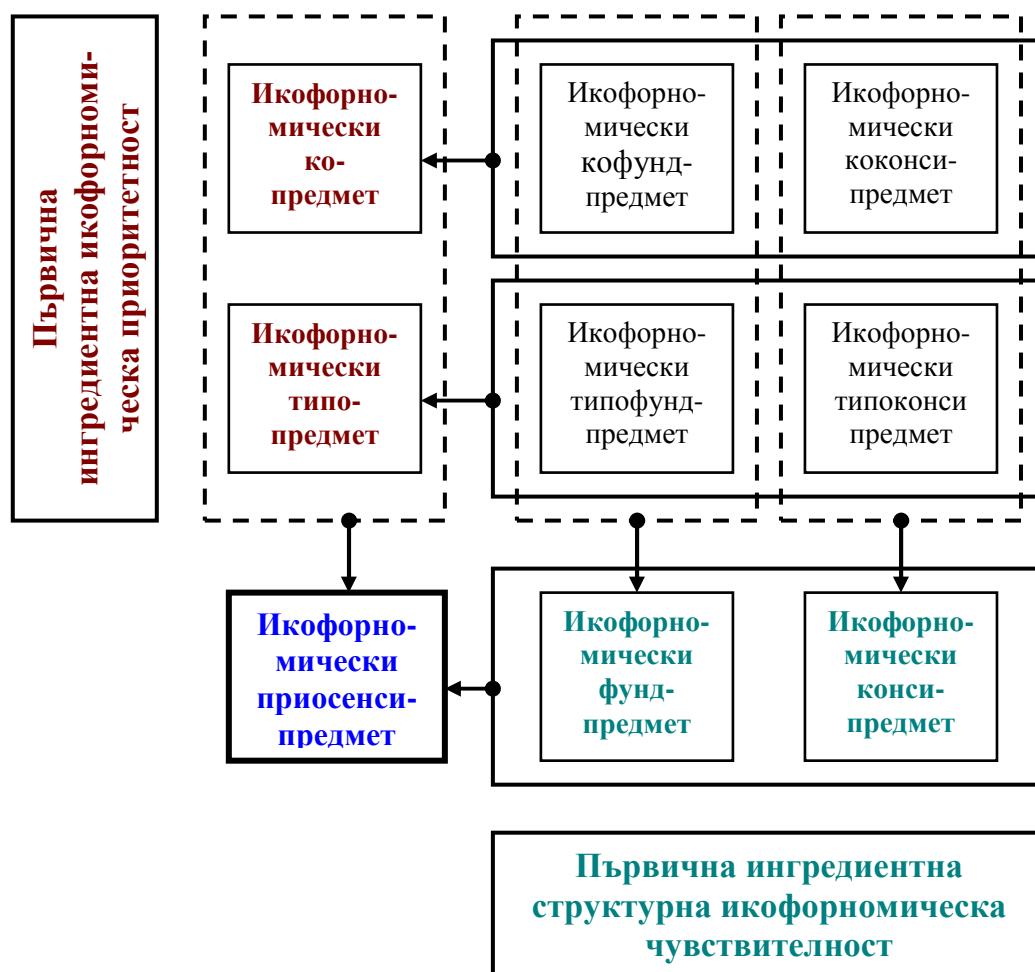 Първична
ингредиентна икофорноми-
ческа приоритетност
Икофорно-
мически
ко-
предмет
Икофорно-
мически
кофунд-
предмет
Икофорно-
мически
коконси-
предмет
Икофорно-
мически
типо-
предмет
Икофорно-
мически
типофунд-
предмет
Икофорно-
мически
типоконси
предмет
Икофорно-
мически
приосенси-
предмет
Икофорно-
мически
фунд-
предмет
Икофорно-
мически
конси-
предмет
Първична ингредиентна
структурна икофорномическа
чувствителност